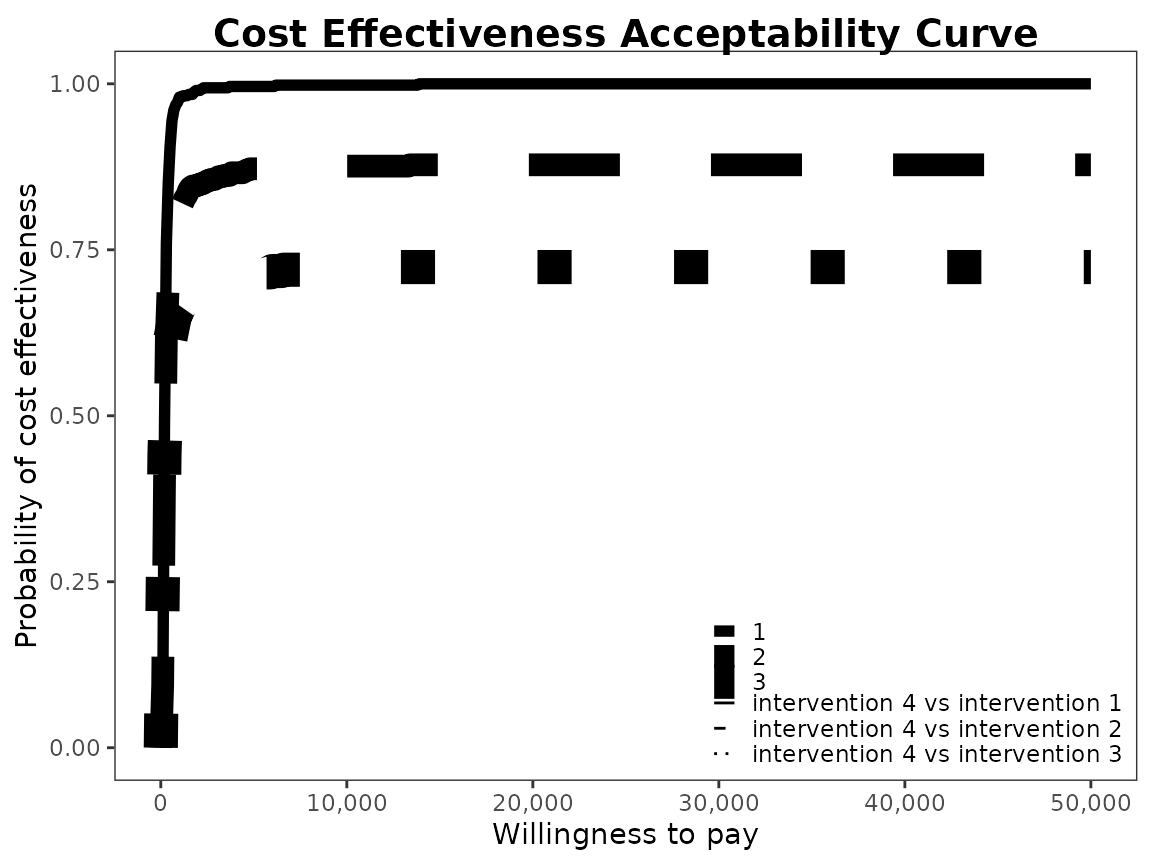 Cost Effectiveness Acceptability Curve
Probability of cost effectiveness
1.00
0.75
0.50
0.25
0.00
1
2
3
intervention 4 vs intervention 1
intervention 4 vs intervention 2
intervention 4 vs intervention 3
0
10,000
20,000
30,000
40,000
50,000
Willingness to pay